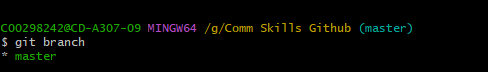 C00298242@CD-A307-09 MINGW64 /g/Comm Skills Github (master)
$ git branch
* master